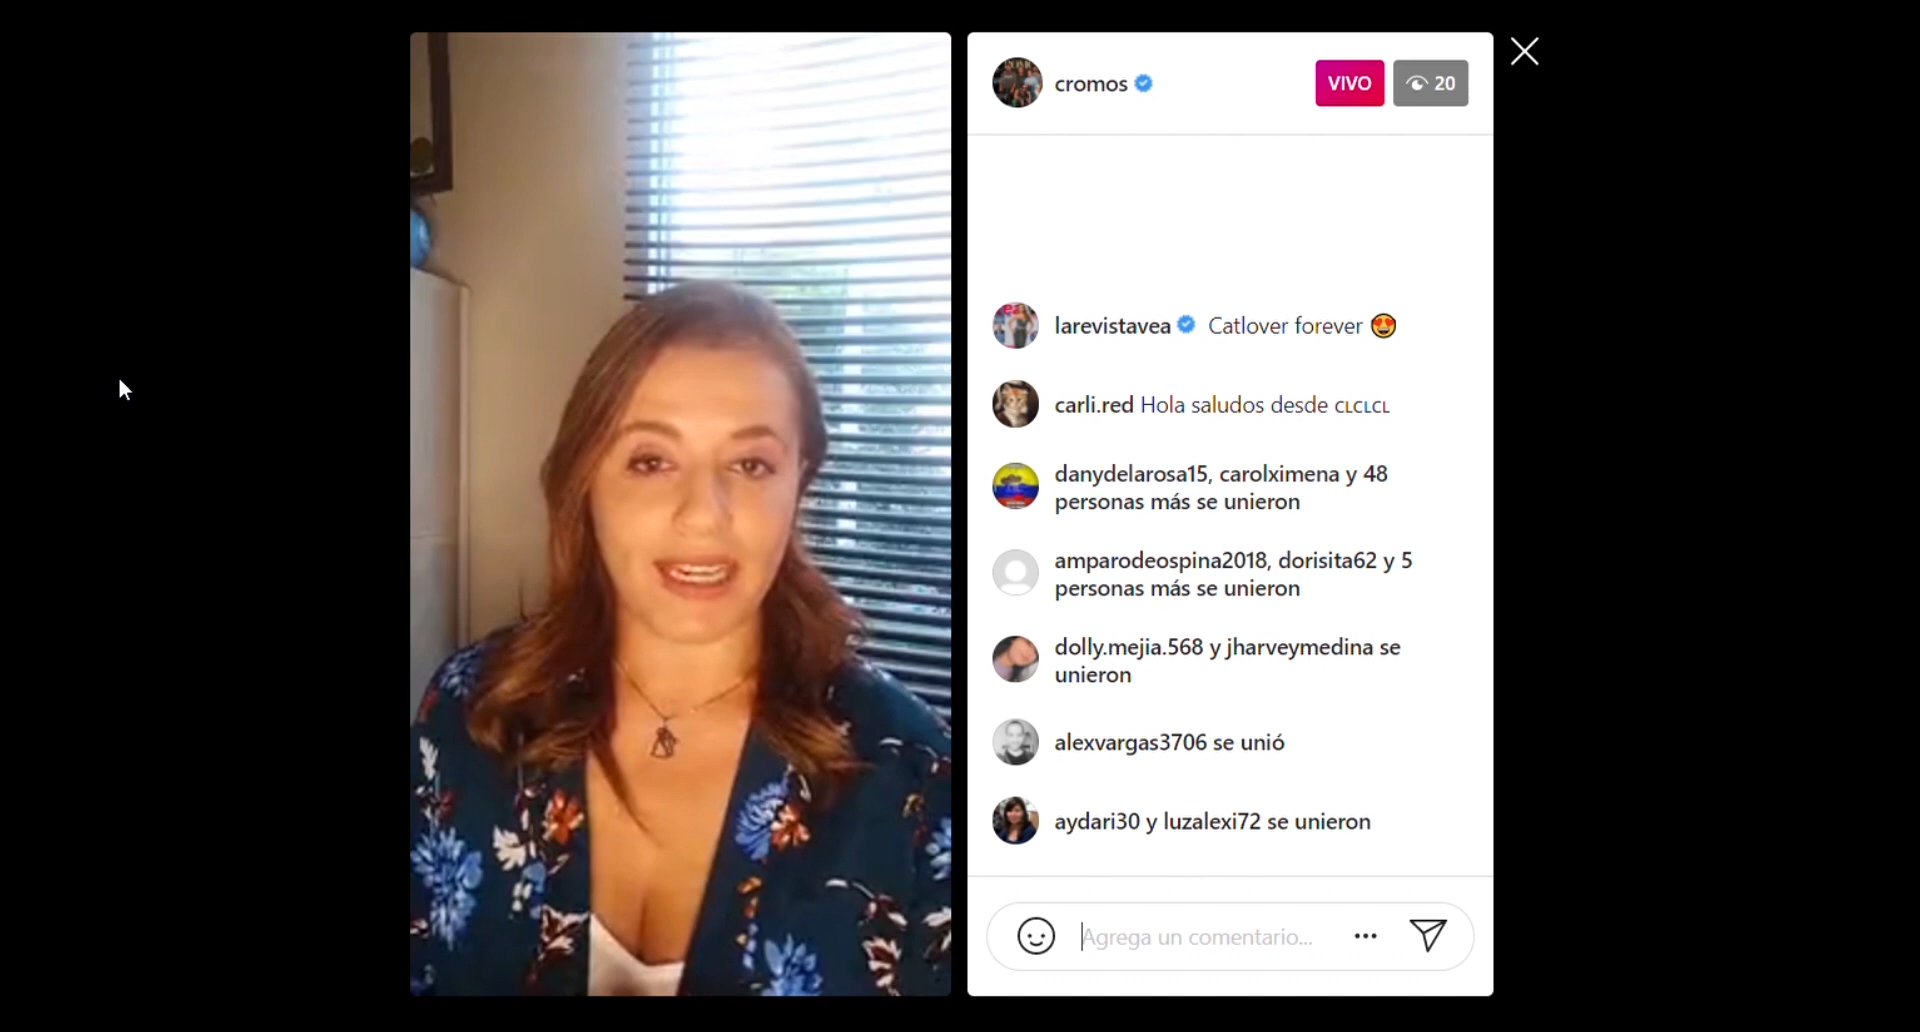 cromos
VIVO
20
larevistavea Catlover forever 😍
carli.red Hola saludos desde CLCLCL
danydelarosa15, carolximena y 48
personas más se unieron
amparodeospina2018, dorisita62 y 5
personas más se unieron
dolly.mejia.568 y jharveymedina se
unieron
alexvargas3706 se unió
aydari30 y luzalexi72 se unieron
Agrega un comentario...